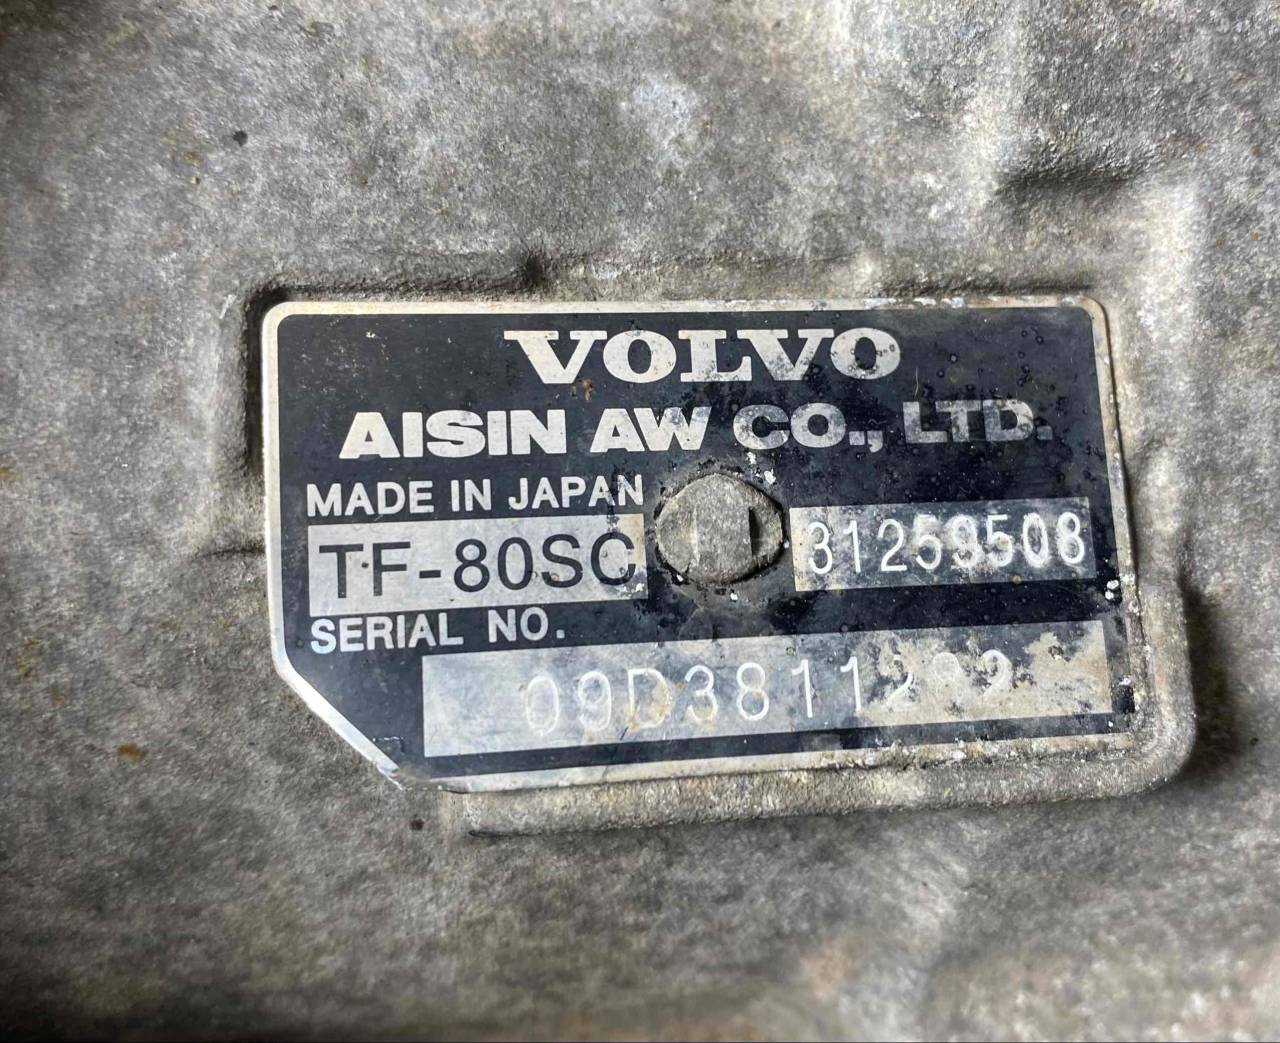 VOLVO
AISIN AW CO., LTD.
MADE IN JAPAN
TF-80SC
31259508
SERIAL NO.